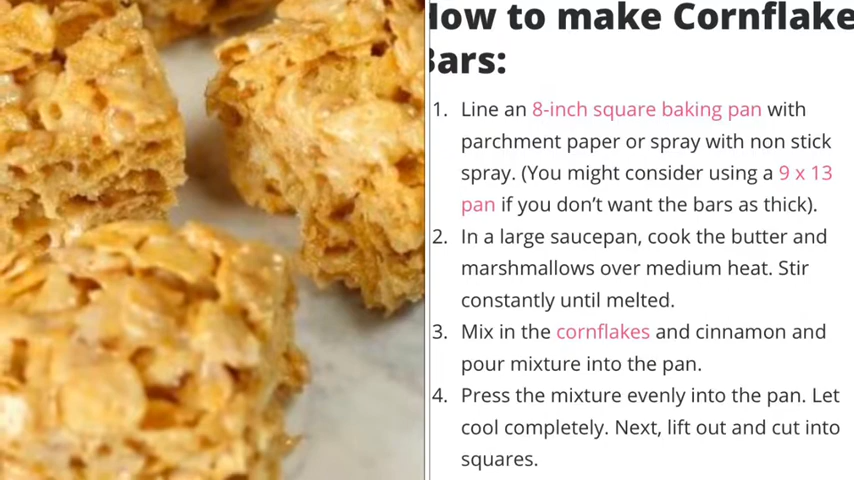 How to make Cornflake
Bars:
1. Line an 8-inch square baking pan with
parchment paper or spray with non stick
spray. (You might consider using a 9 x 13
pan if you don’t want the bars as thick).
2. In a large saucepan, cook the butter and
marshmallows over medium heat. Stir
constantly until melted.
3. Mix in the cornflakes and cinnamon and
pour mixture into the pan.
4. Press the mixture evenly into the pan. Let
cool completely. Next, lift out and cut into
squares.